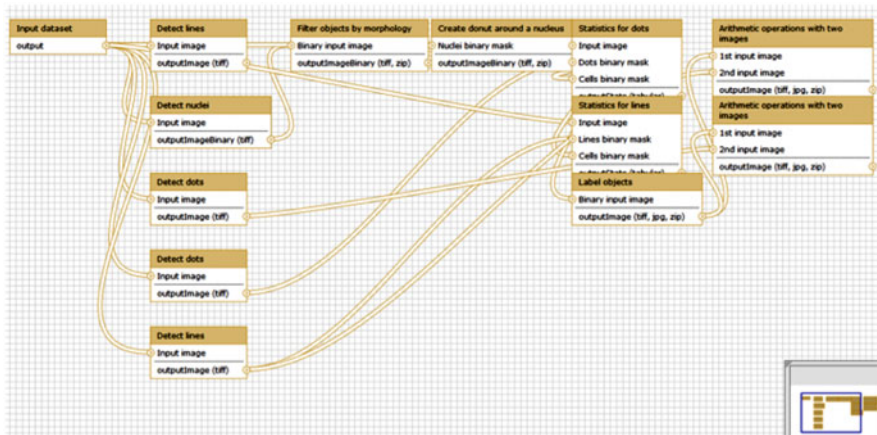 Input dataset
output
Detect lines
Input image
outputImage (tiff)
Detect nuclei
Input image
outputImageBinary (tiff)
Detect dots
Input image
outputImage (tiff)
Detect dots
Input image
outputImage (tiff)
Detect lines
Input image
outputImage (tiff)
Filter objects by morphology
Binary input image
outputImageBinary (tiff, zip)
Create donut around a nucleus
Nuclei binary mask
outputImageBinary (tiff, zip)
Statistics for dots
Input image
Dots binary mask
Cells binary mask
Statistics for lines
Input image
Lines binary mask
Cells binary mask
Label objects
Binary input image
outputImage (tiff, jpg, zip)
Arithmetic operations with two
images
1st input image
2nd input image
outputImage (tiff, jpg, zip)
Arithmetic operations with two
images
1st input image
2nd input image
outputImage (tiff, jpg, zip)